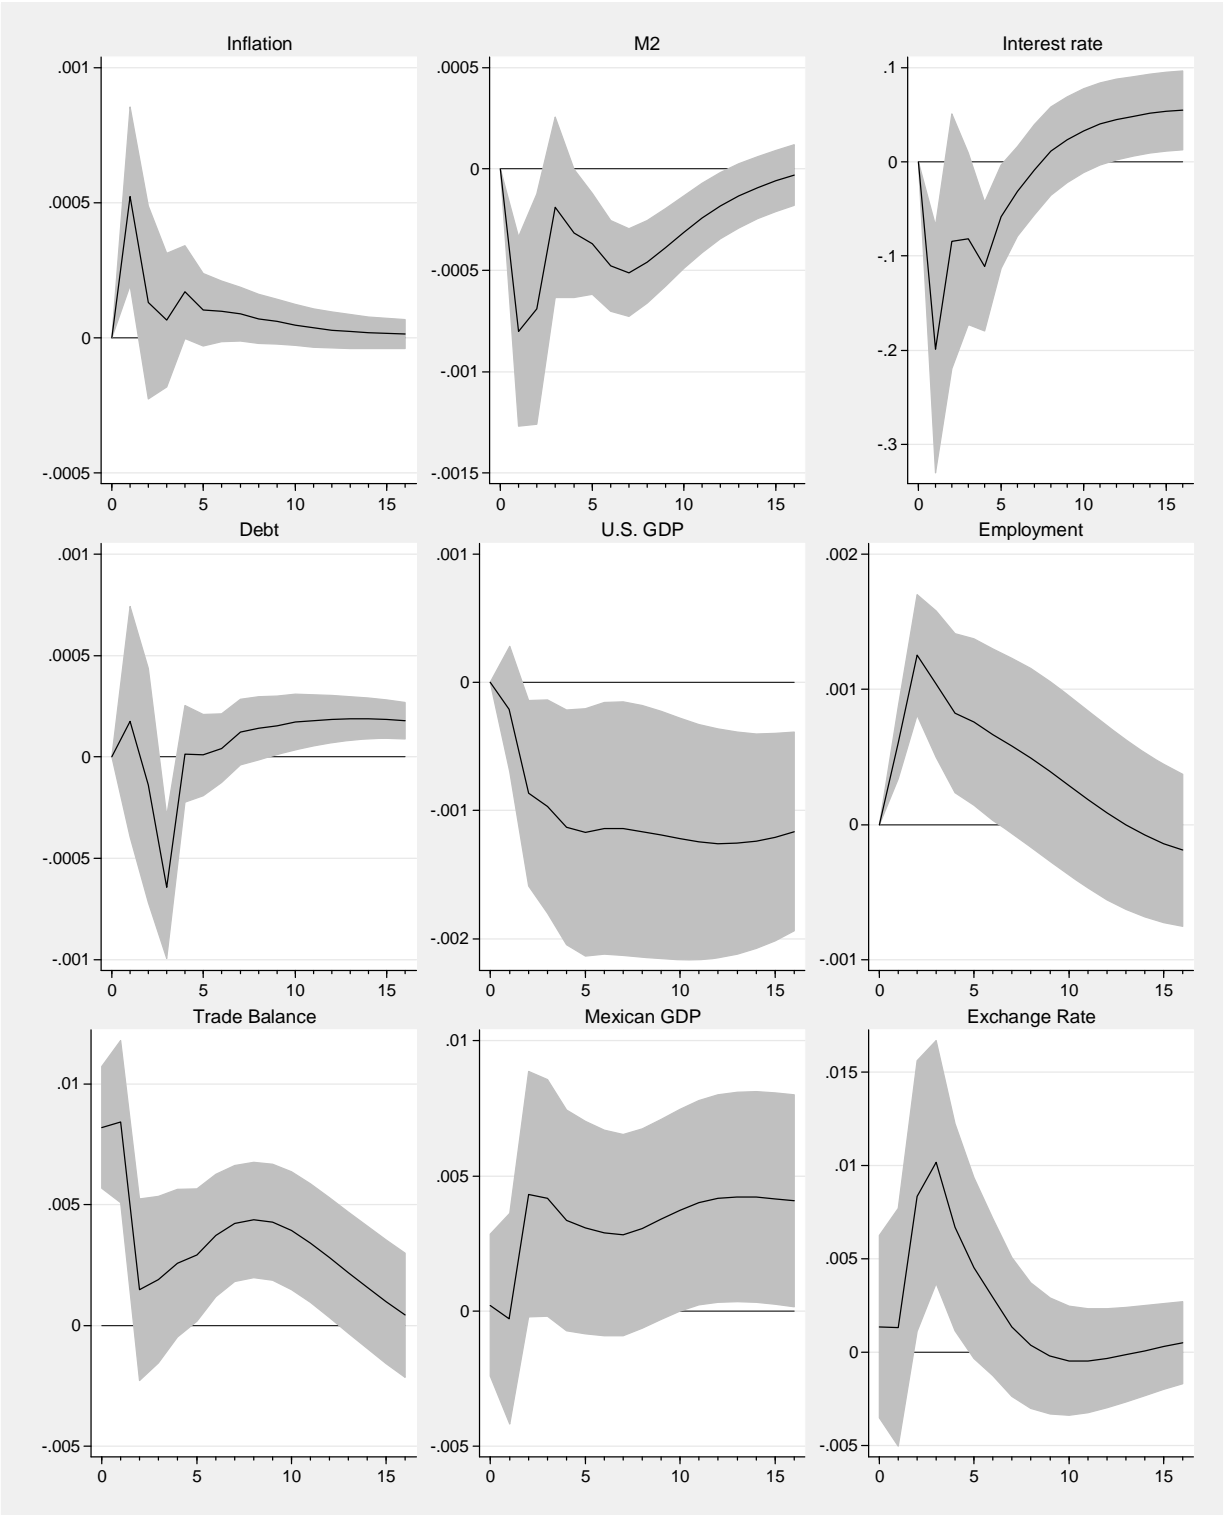 Inflation
M2
Interest rate
.001
.0005
0
-.0005
0 5 10 15
.0005
0
-.0005
-.001
-.0015
0 5 10 15
.1
0
-.1
-.2
-.3
0 5 10 15
Debt
U.S. GDP
Employment
.001
.0005
0
-.0005
-.001
0 5 10 15
.001
0
-.001
-.002
0 5 10 15
.002
.001
0
-.001
0 5 10 15
Trade Balance
Mexican GDP
Exchange Rate
.01
.005
0
-.005
0 5 10 15
.01
.005
0
-.005
0 5 10 15
.015
.01
.005
0
-.005
0 5 10 15